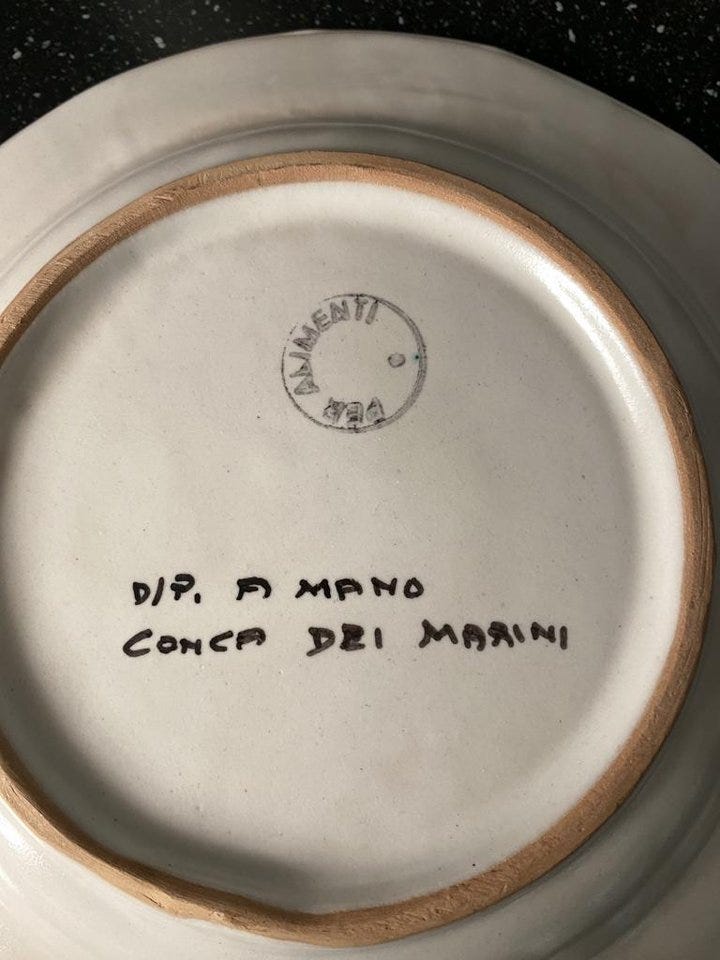 PER ALIMENTI
DIP. A MANO
CONCA DEI MARINI